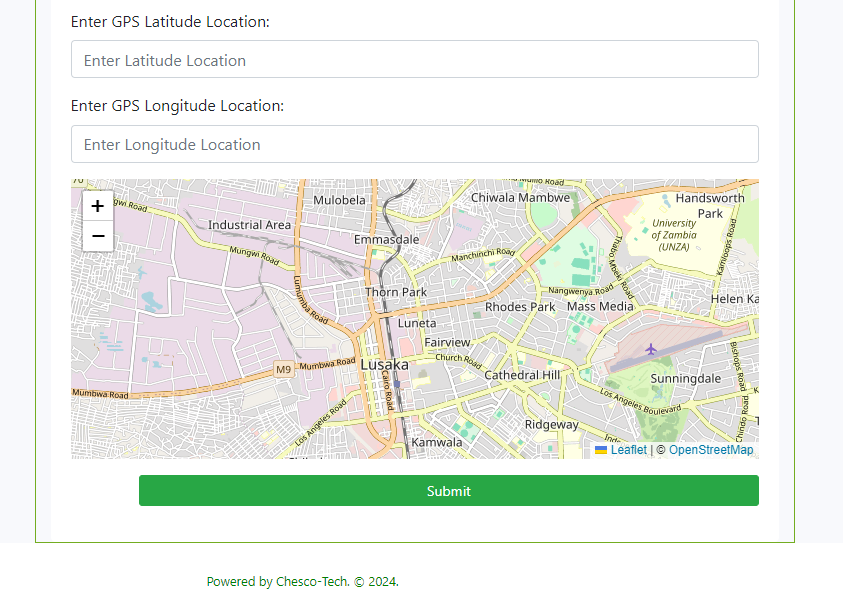 Enter GPS Latitude Location:
Enter Latitude Location
Enter GPS Longitude Location:
Enter Longitude Location
+
−
Mulobela
Chiwala Mambwe
Handsworth
Park
Industrial Area
University
of Zambia
(UNZA)
Emmasdale
Mungwi Road
Manchinchi Road
Thabo Mbeki Road
Kamloops Road
Thorn Park
Nangwenya Road
Lumumba Road
Rhodes Park
Mass Media
Helen Ka
Luneta
Fairview
Church Road
M9
Mumbwa Road
Lusaka
Cathedral Hill
Sunningdale
Bishops Road
Mumbwa Road
Cairo Road
Los Angeles Boulevard
Los Angeles Road
Chindo Road
Ridgeway
Kamwala
Leaflet | © OpenStreetMap
Submit
Powered by Chesco-Tech. © 2024.